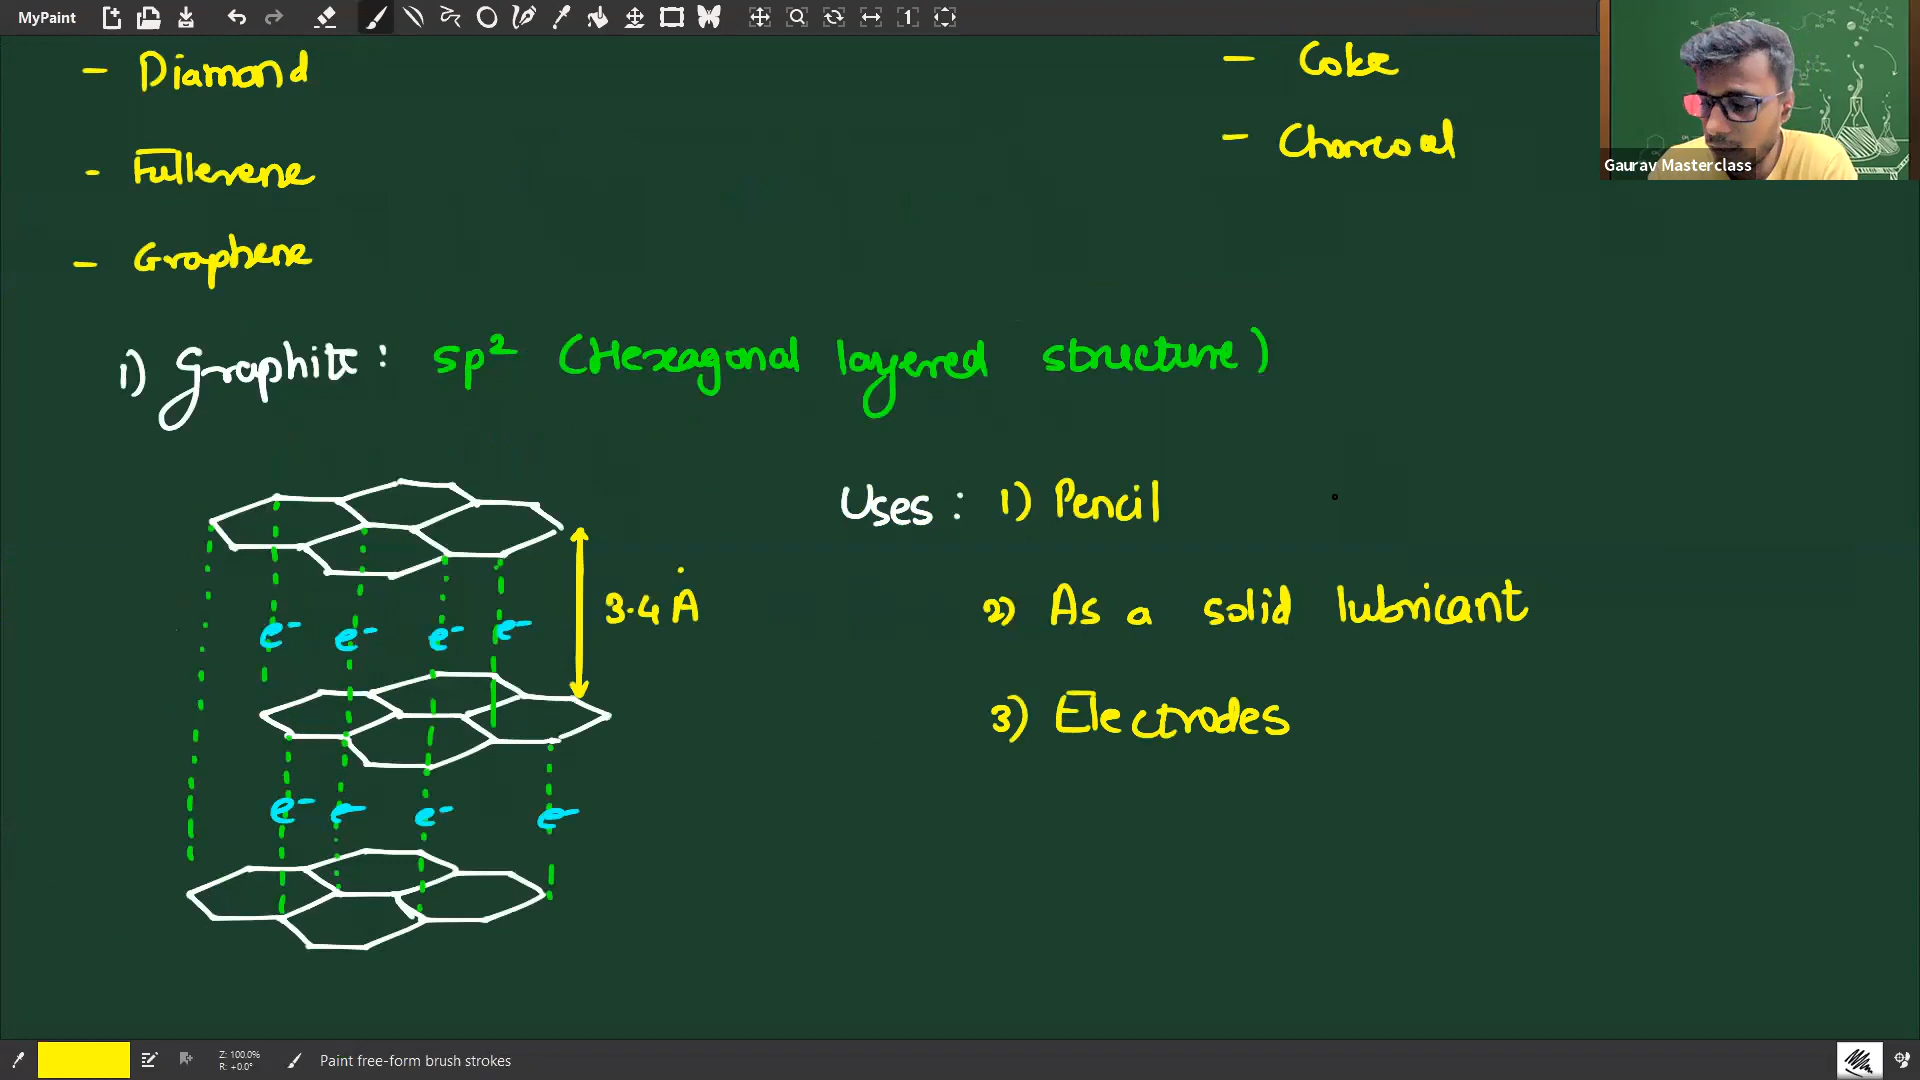 MyPaint
- Diamond
- Coke
- Charcoal
Gaurav Masterclass
- Fullerene
- Graphene
1) Graphite : sp² (Hexagonal layered structure)
Uses : 1) Pencil
2) As a solid lubricant
3) Electrodes
3.4 Å
e⁻ e⁻ e⁻ e⁻
e⁻ e⁻ e⁻ e⁻
Z: 100.0%
R: +0.0°
Paint free-form brush strokes